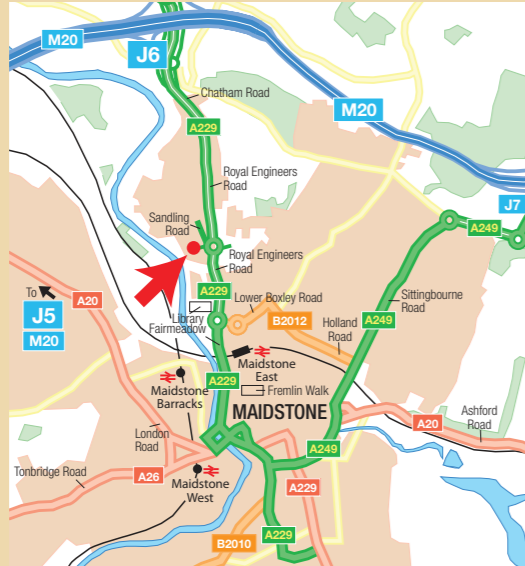 M20
J6
Chatham Road
M20
A229
Royal Engineers
Road
J7
Sandling
Road
A249
Royal Engineers
Road
To
J5
M20
A20
A229
Lower Boxley Road
Sittingbourne
Road
Library
Fairmeadow
B2012
Holland
Road
A249
Maidstone
East
Maidstone
Barracks
A229
Fremlin Walk
MAIDSTONE
A20
Ashford
Road
London
Road
A249
Tonbridge Road
A26
Maidstone
West
A229
A229
B2010